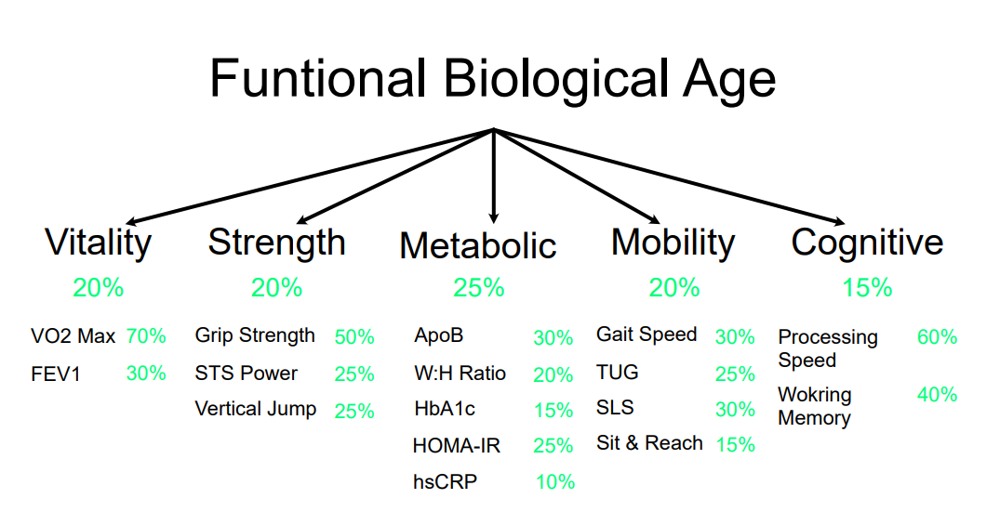 Funtional Biological Age
Vitality
20%
VO2 Max 70%
FEV1 30%
Strength
20%
Grip Strength 50%
STS Power 25%
Vertical Jump 25%
Metabolic
25%
ApoB 30%
W:H Ratio 20%
HbA1c 15%
HOMA-IR 25%
hsCRP 10%
Mobility
20%
Gait Speed 30%
TUG 25%
SLS 30%
Sit & Reach 15%
Cognitive
15%
Processing 60%
Speed
Wokring 40%
Memory